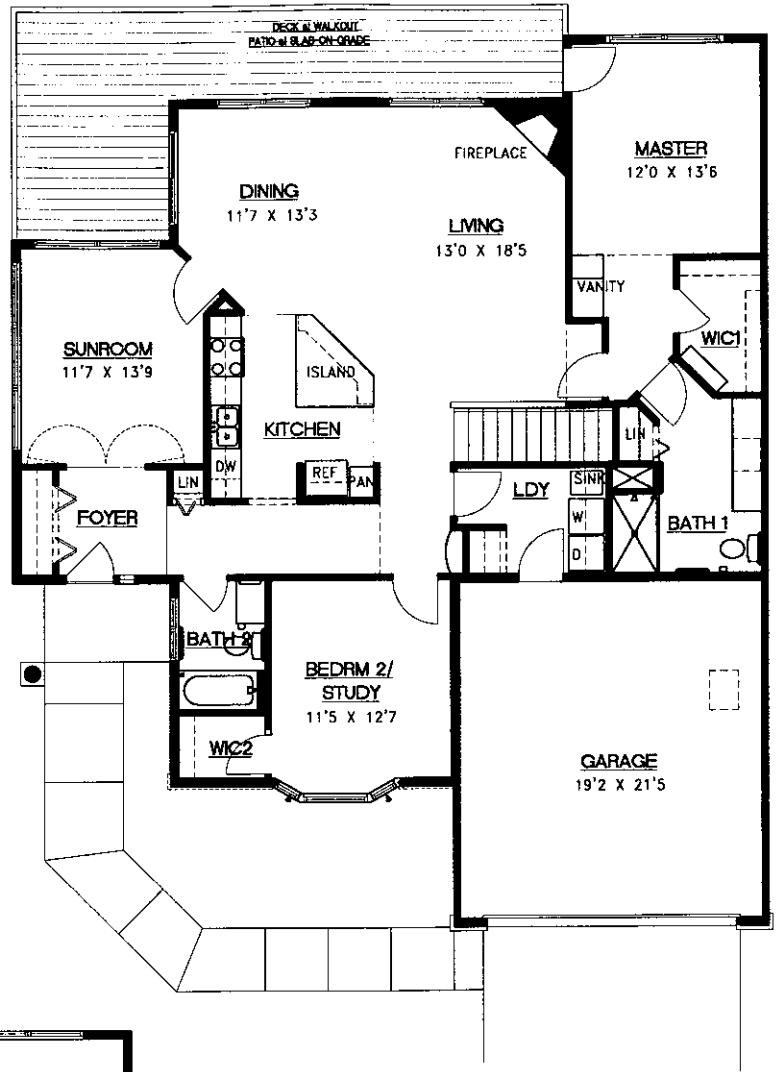 DECK at WALKOUT
PATIO at SLAB-ON-GRADE
FIREPLACE
MASTER
12'0 X 13'6
DINING
11'7 X 13'3
LIVING
13'0 X 18'5
VANITY
WIC1
SUNROOM
11'7 X 13'9
ISLAND
KITCHEN
LIN
DW
REF
PAN
LIN
LDY
SINK
W
D
BATH 1
FOYER
BATH 2
BEDRM 2/
STUDY
11'5 X 12'7
WIC2
GARAGE
19'2 X 21'5